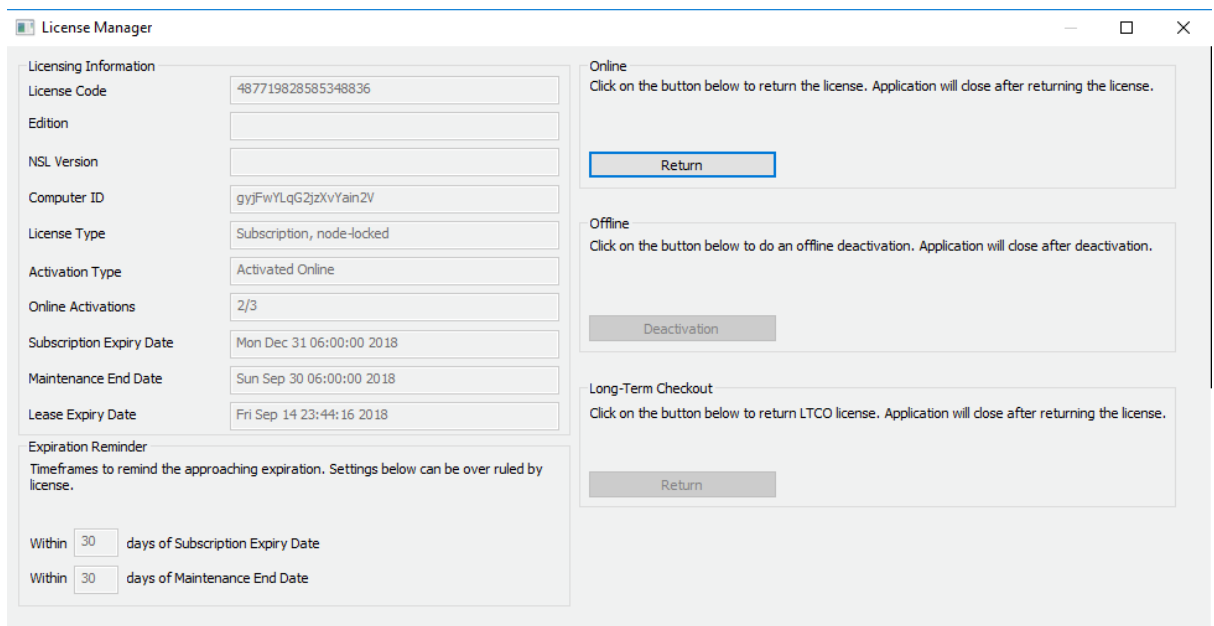 License Manager
Licensing Information
License Code 487719828585348836
Edition
NSL Version
Computer ID gyjFwYLqG2jzXvYain2V
License Type Subscription, node-locked
Activation Type Activated Online
Online Activations 2/3
Subscription Expiry Date Mon Dec 31 06:00:00 2018
Maintenance End Date Sun Sep 30 06:00:00 2018
Lease Expiry Date Fri Sep 14 23:44:16 2018
Expiration Reminder
Timeframes to remind the approaching expiration. Settings below can be over ruled by
license.
Within 30 days of Subscription Expiry Date
Within 30 days of Maintenance End Date
Online
Click on the button below to return the license. Application will close after returning the license.
Return
Offline
Click on the button below to do an offline deactivation. Application will close after deactivation.
Deactivation
Long-Term Checkout
Click on the button below to return LTCO license. Application will close after returning the license.
Return